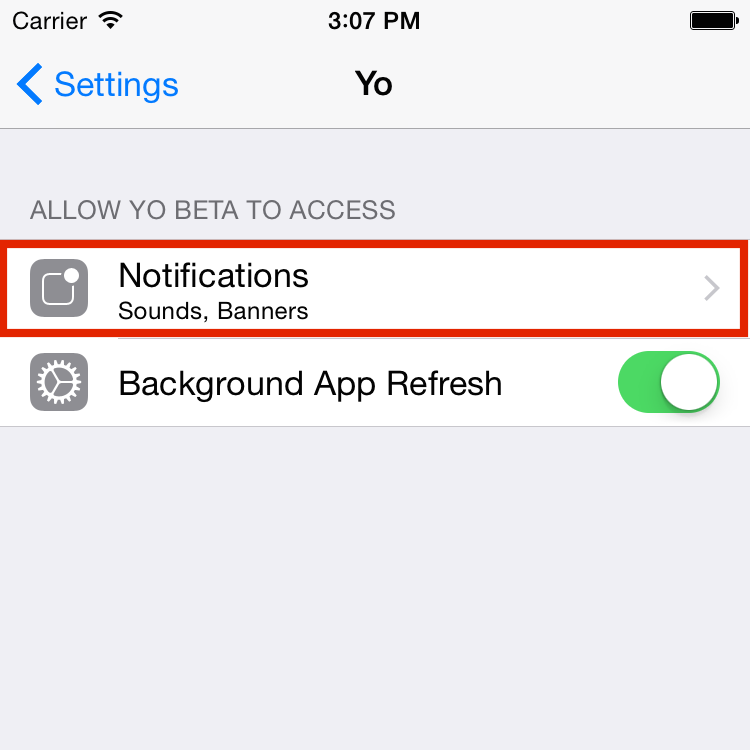 Carrier 3:07 PM
Settings Yo
ALLOW YO BETA TO ACCESS
Notifications
Sounds, Banners
Background App Refresh